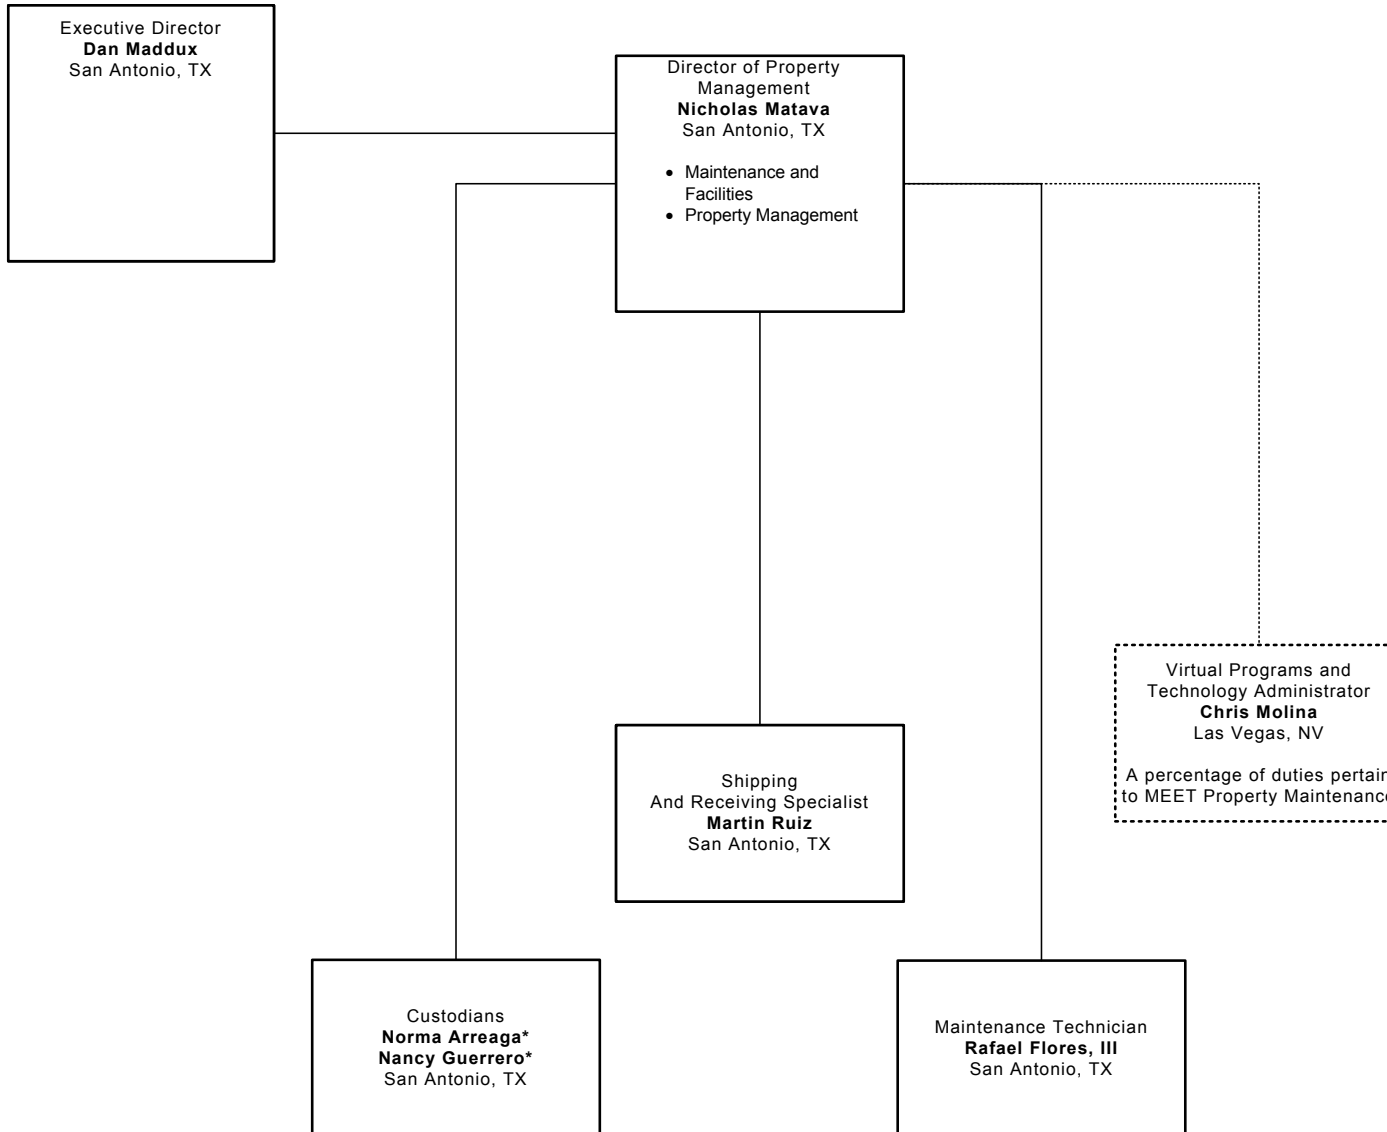 Executive Director
Dan Maddux
San Antonio, TX
Director of Property
Management
Nicholas Matava
San Antonio, TX
• Maintenance and
Facilities
• Property Management
Virtual Programs and
Technology Administrator
Chris Molina
Las Vegas, NV
A percentage of duties pertain
to MEET Property Maintenance
Shipping
And Receiving Specialist
Martin Ruiz
San Antonio, TX
Custodians
Norma Arreaga*
Nancy Guerrero*
San Antonio, TX
Maintenance Technician
Rafael Flores, III
San Antonio, TX